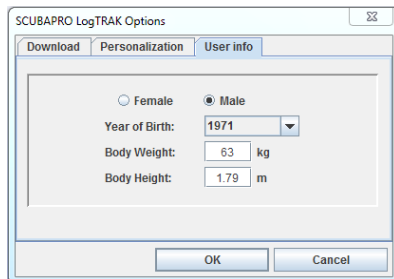 SCUBAPRO LogTRAK Options
Download Personalization User info
Female Male
Year of Birth: 1971
Body Weight: 63 kg
Body Height: 1.79 m
OK Cancel